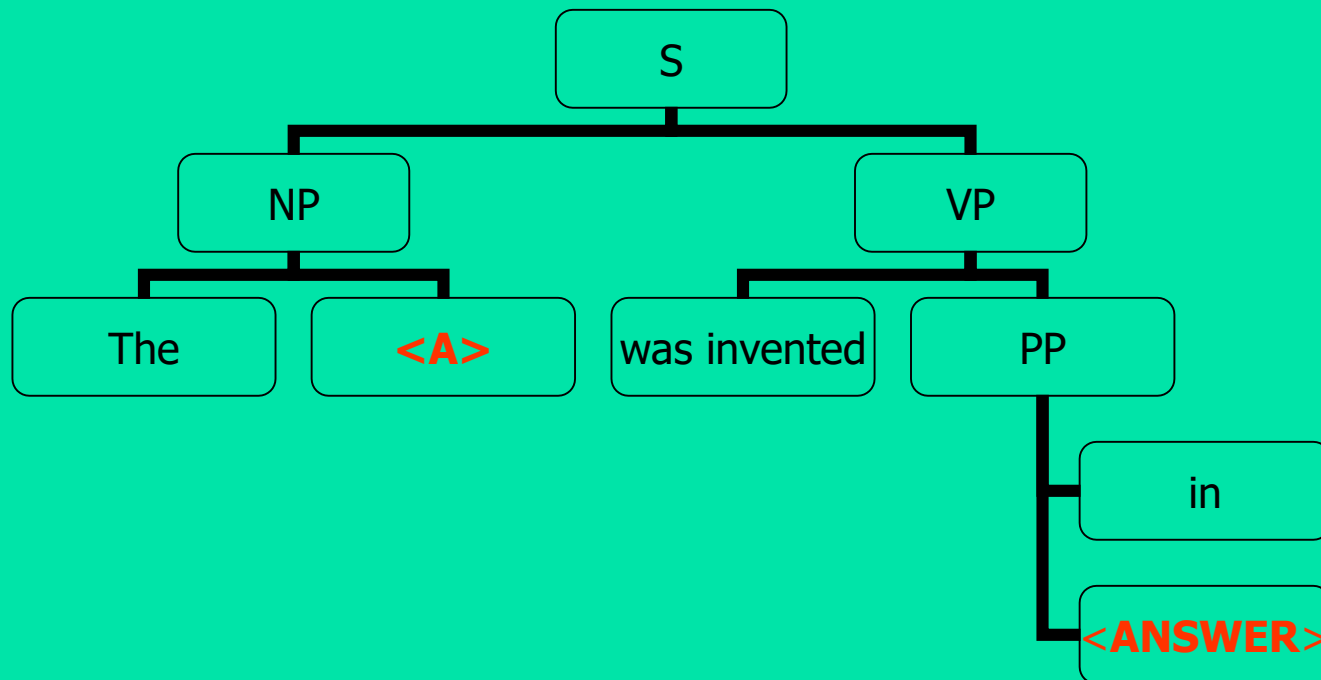 S
NP
VP
The
<A>
was invented
PP
in
<ANSWER>